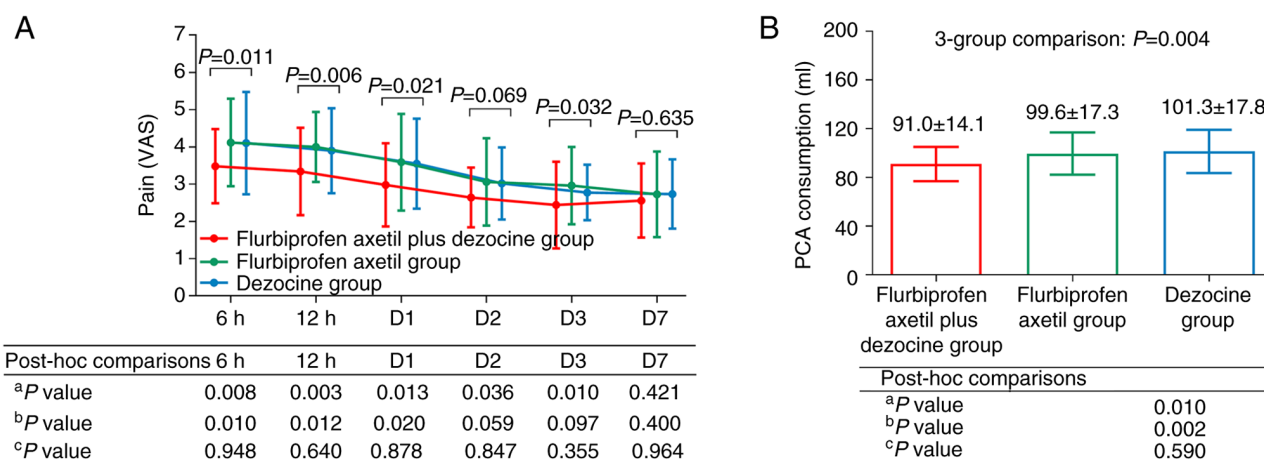 A
Pain (VAS)
7
6
5
4
3
2
1
0
P=0.011
P=0.006
P=0.021
P=0.069
P=0.032
P=0.635
Flurbiprofen axetil plus dezocine group
Flurbiprofen axetil group
Dezocine group
6 h 12 h D1 D2 D3 D7
Post-hoc comparisons 6 h 12 h D1 D2 D3 D7
aP value 0.008 0.003 0.013 0.036 0.010 0.421
bP value 0.010 0.012 0.020 0.059 0.097 0.400
cP value 0.948 0.640 0.878 0.847 0.355 0.964
B
PCA consumption (ml)
200
160
120
80
40
0
3-group comparison: P=0.004
91.0±14.1
99.6±17.3
101.3±17.8
Flurbiprofen
axetil plus
dezocine group
Flurbiprofen
axetil group
Dezocine
group
Post-hoc comparisons
aP value 0.010
bP value 0.002
cP value 0.590